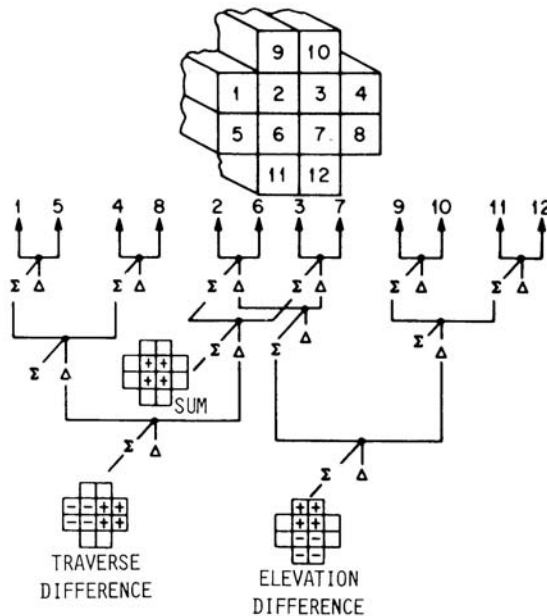 9 10
1 2 3 4
5 6 7 8
11 12
1 5 4 8 2 6 3 7 9 10 11 12
Σ Δ Σ Δ Σ Δ Σ Δ Σ Δ Σ Δ
Σ Δ Σ Δ Σ Δ Σ Δ
+ +
+ +
SUM
Σ Δ Σ Δ
− − + +
− − + +
TRAVERSE
DIFFERENCE
+ +
+ +
− −
− −
ELEVATION
DIFFERENCE